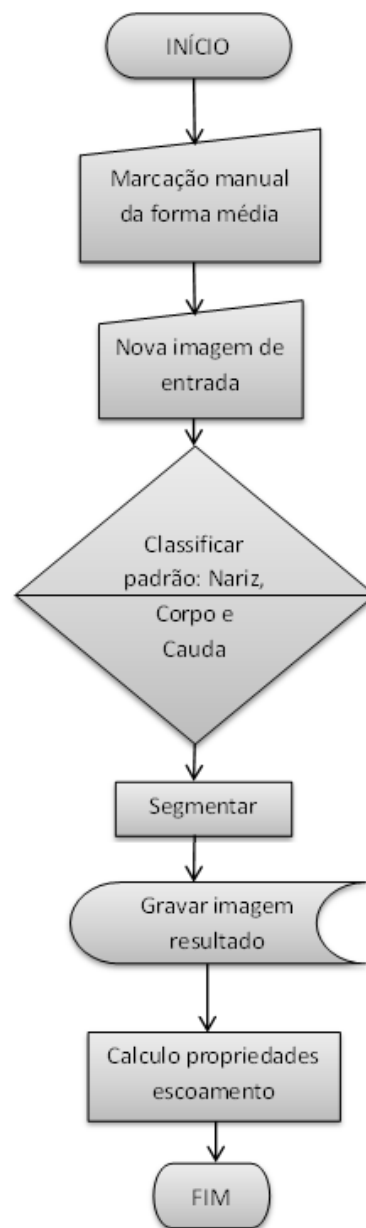 INÍCIO
Marcação manual
da forma média
Nova imagem de
entrada
Classificar
padrão: Nariz,
Corpo e
Cauda
Segmentar
Gravar imagem
resultado
Calculo propriedades
escoamento
FIM